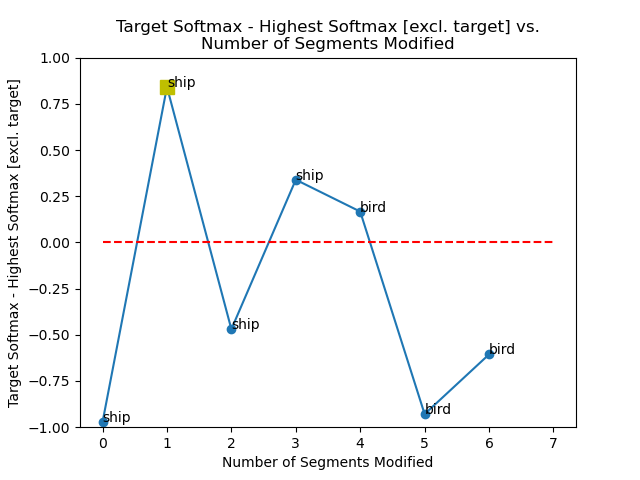 Target Softmax - Highest Softmax [excl. target] vs.
Number of Segments Modified
Target Softmax - Highest Softmax [excl. target]
1.00
0.75
0.50
0.25
0.00
−0.25
−0.50
−0.75
−1.00
ship
ship
ship
ship
bird
bird
bird
0 1 2 3 4 5 6 7
Number of Segments Modified